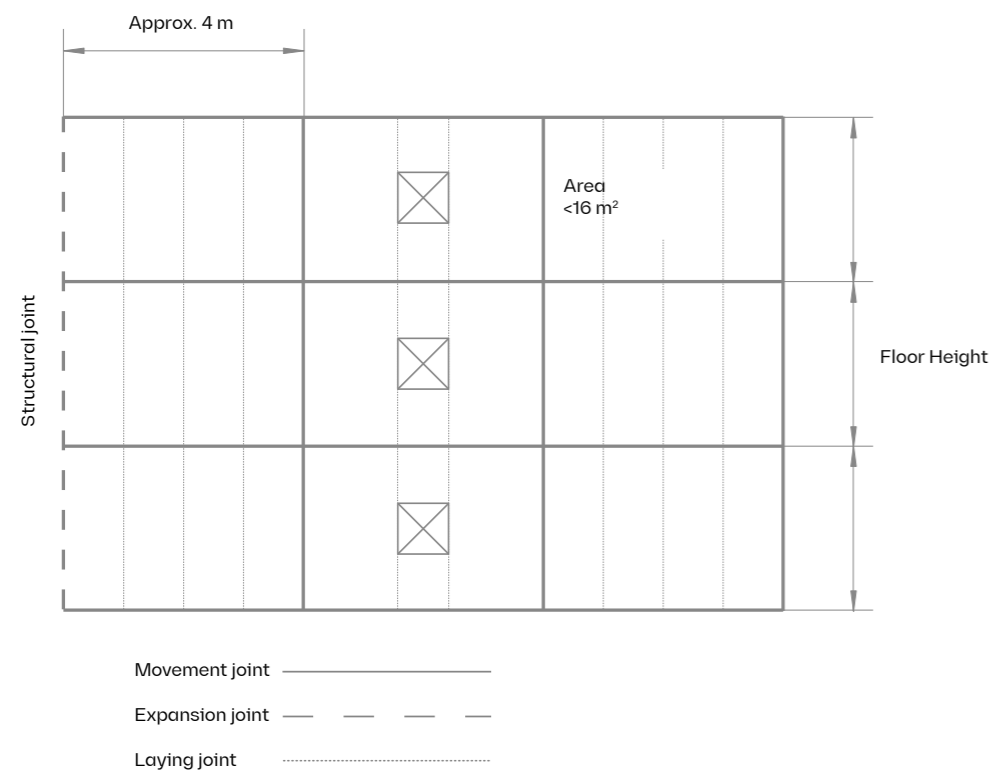 Approx. 4 m
Area
<16 m²
Structural joint
Floor Height
Movement joint
Expansion joint
Laying joint